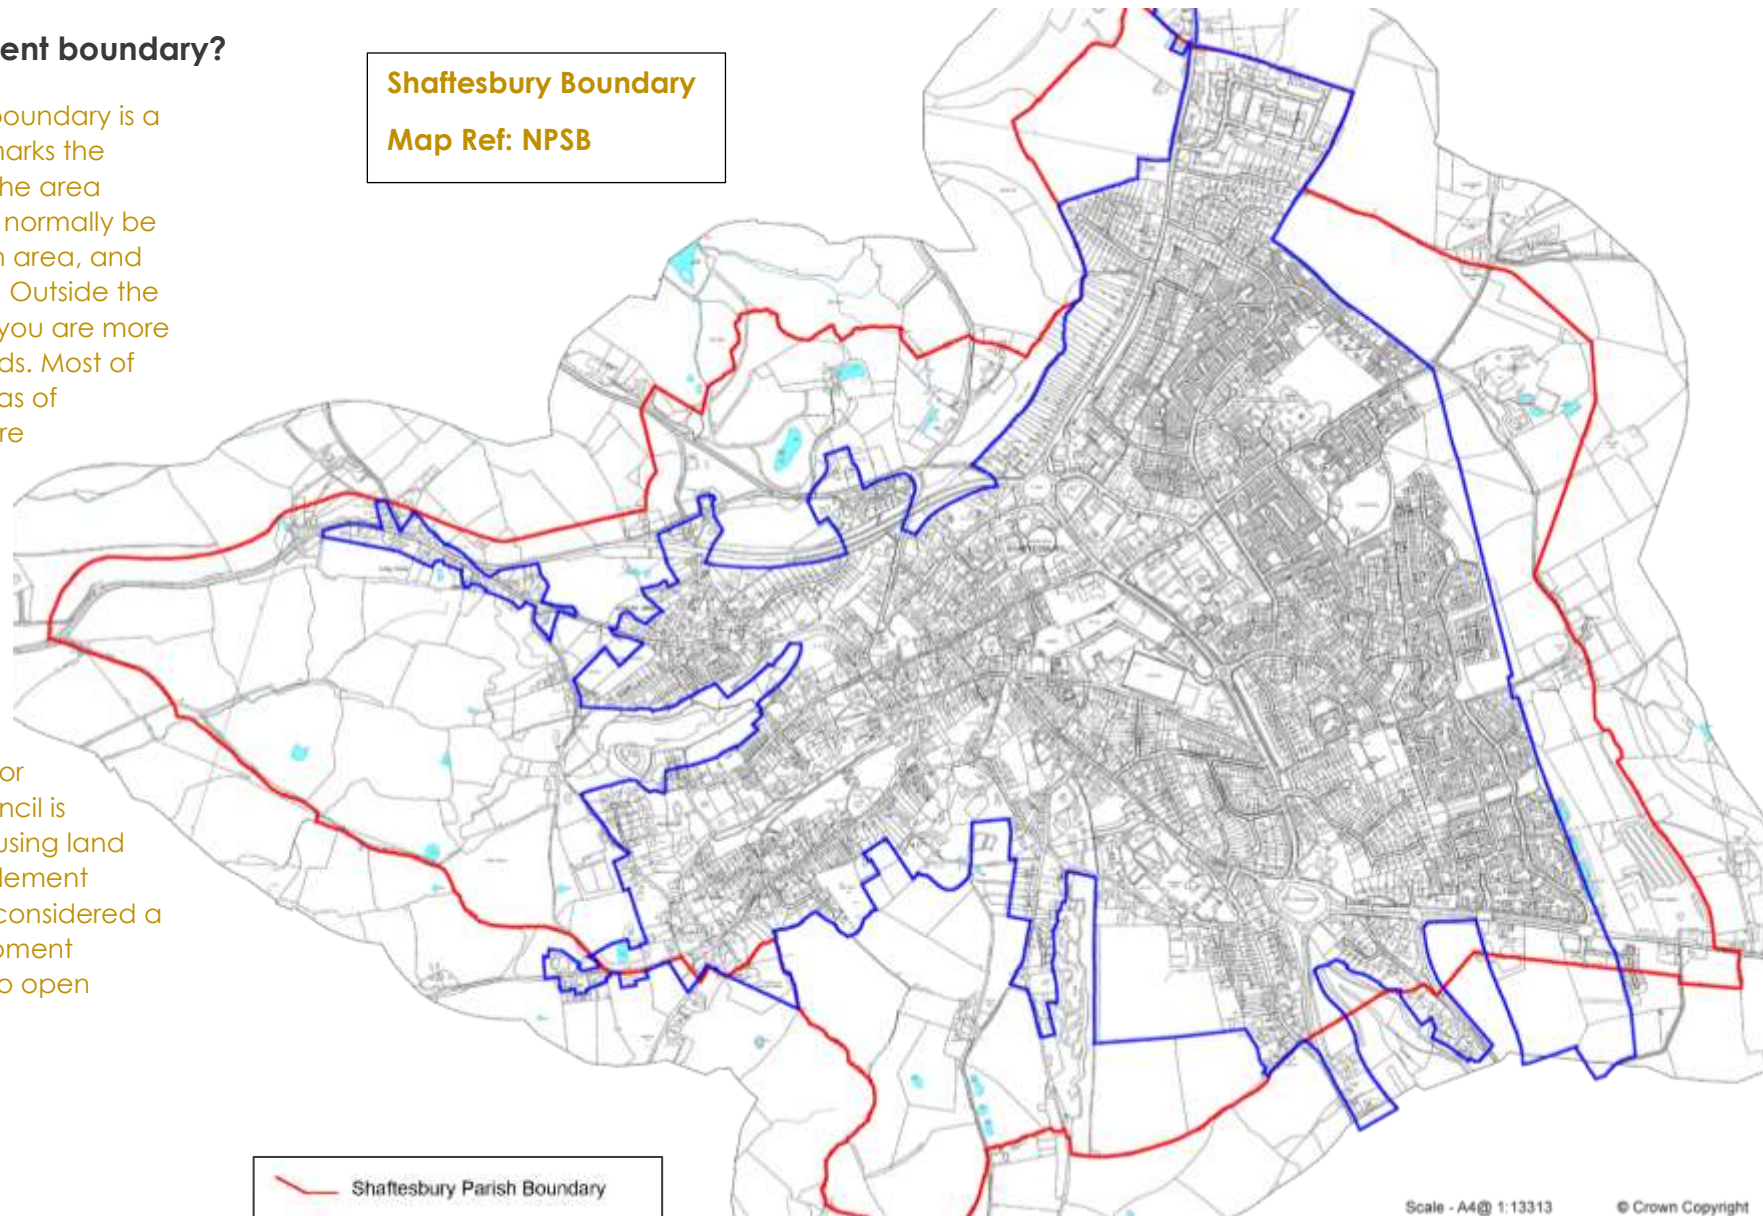 ent boundary?
oundary is a
narks the
he area
normally be
n area, and
. Outside the
you are more
ds. Most of
as of
re
or
ncil is
using land
lement
considered a
oment
o open
Shaftesbury Boundary
Map Ref: NPSB
Shaftesbury Parish Boundary
Scale - A4@ 1:13313
© Crown Copyright